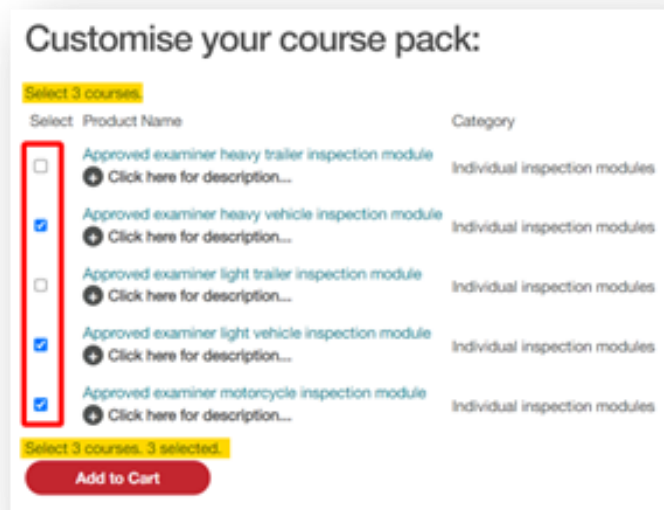 Customise your course pack:
Select 3 courses.
Select Product Name Category
Approved examiner heavy trailer inspection module
Click here for description...
Individual inspection modules
Approved examiner heavy vehicle inspection module
Click here for description...
Individual inspection modules
Approved examiner light trailer inspection module
Click here for description...
Individual inspection modules
Approved examiner light vehicle inspection module
Click here for description...
Individual inspection modules
Approved examiner motorcycle inspection module
Click here for description...
Individual inspection modules
Select 3 courses. 3 selected.
Add to Cart